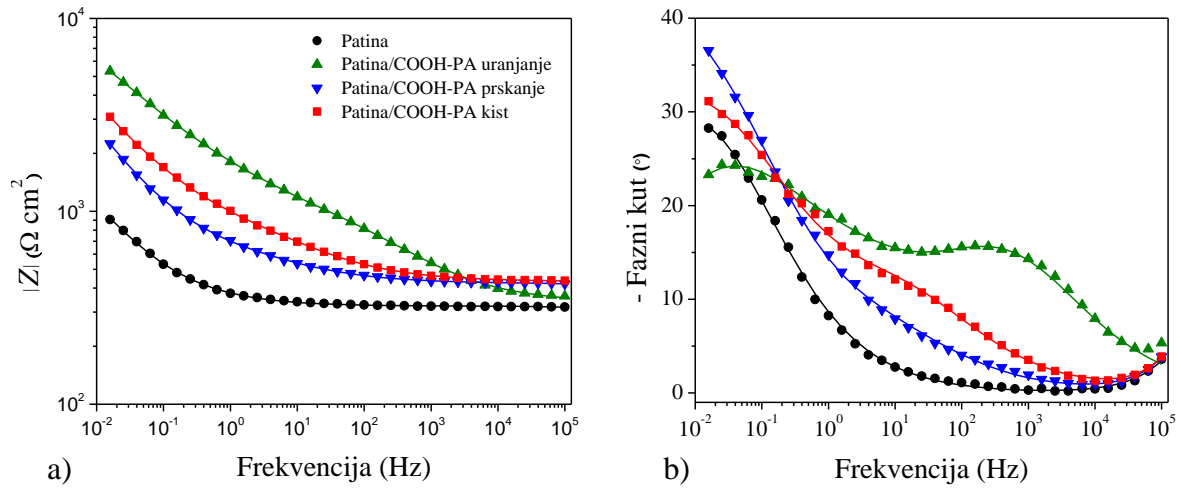 10⁴
10³
10²
|Z| (Ω cm²)
Patina
Patina/COOH-PA uranjanje
Patina/COOH-PA prskanje
Patina/COOH-PA kist
10⁻² 10⁻¹ 10⁰ 10¹ 10² 10³ 10⁴ 10⁵
Frekvencija (Hz)
a)
40
30
20
10
0
- Fazni kut (°)
10⁻² 10⁻¹ 10⁰ 10¹ 10² 10³ 10⁴ 10⁵
Frekvencija (Hz)
b)